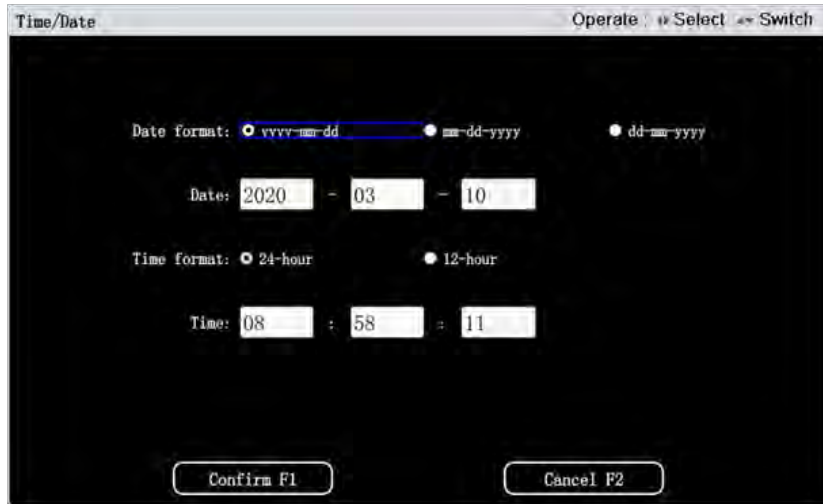 Time/Date Operate : Select Switch
Date format: yyyy-mm-dd mm-dd-yyyy dd-mm-yyyy
Date: 2020 - 03 - 10
Time format: 24-hour 12-hour
Time: 08 : 58 : 11
Confirm F1 Cancel F2